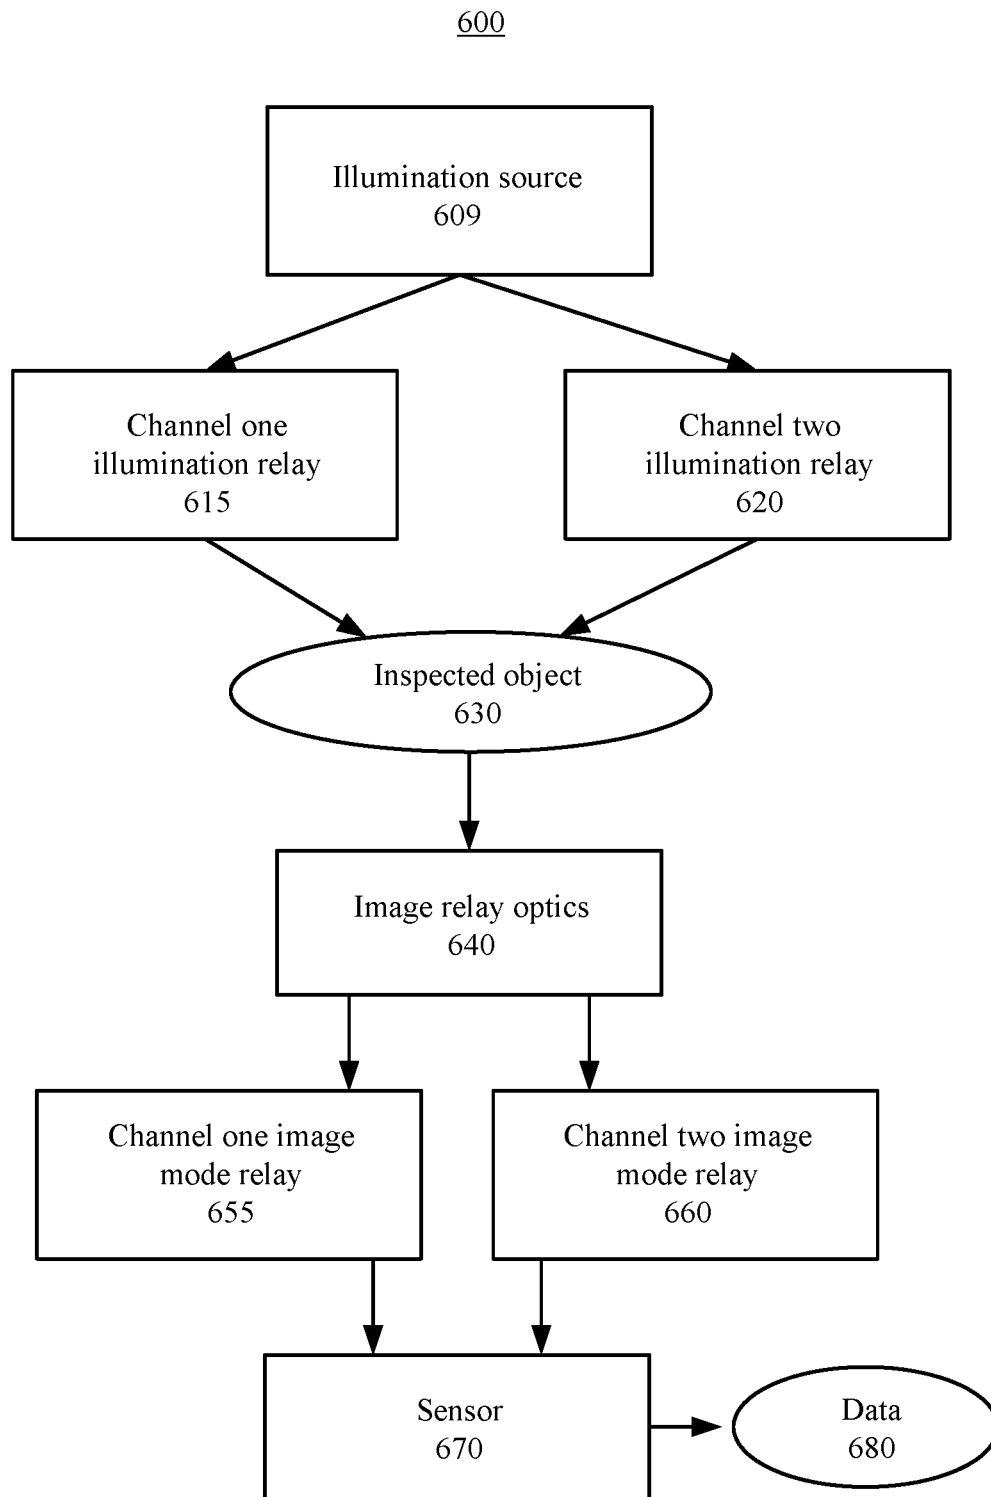 600
Illumination source
609
Channel one
illumination relay
615
Channel two
illumination relay
620
Inspected object
630
Image relay optics
640
Channel one image
mode relay
655
Channel two image
mode relay
660
Sensor
670
Data
680